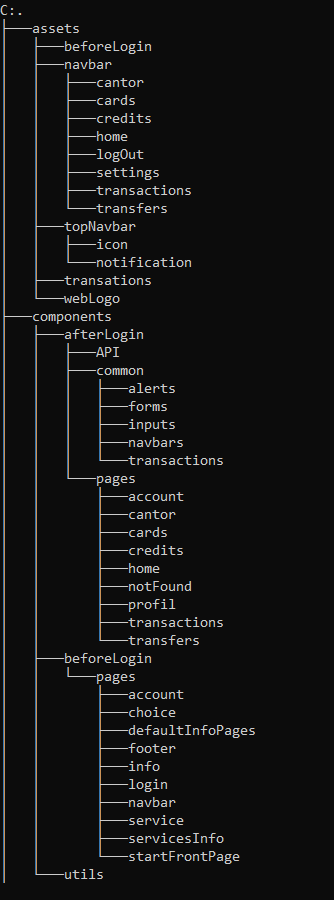 C:.
├───assets
│   ├───beforeLogin
│   ├───navbar
│   │   ├───cantor
│   │   ├───cards
│   │   ├───credits
│   │   ├───home
│   │   ├───logOut
│   │   ├───settings
│   │   ├───transactions
│   │   └───transfers
│   ├───topNavbar
│   │   ├───icon
│   │   └───notification
│   ├───transations
│   └───webLogo
├───components
│   ├───afterLogin
│   │   ├───API
│   │   ├───common
│   │   │   ├───alerts
│   │   │   ├───forms
│   │   │   ├───inputs
│   │   │   ├───navbars
│   │   │   └───transactions
│   │   └───pages
│   │       ├───account
│   │       ├───cantor
│   │       ├───cards
│   │       ├───credits
│   │       ├───home
│   │       ├───notFound
│   │       ├───profil
│   │       ├───transactions
│   │       └───transfers
│   ├───beforeLogin
│   │   └───pages
│   │       ├───account
│   │       ├───choice
│   │       ├───defaultInfoPages
│   │       ├───footer
│   │       ├───info
│   │       ├───login
│   │       ├───navbar
│   │       ├───service
│   │       ├───servicesInfo
│   │       └───startFrontPage
│   └───utils